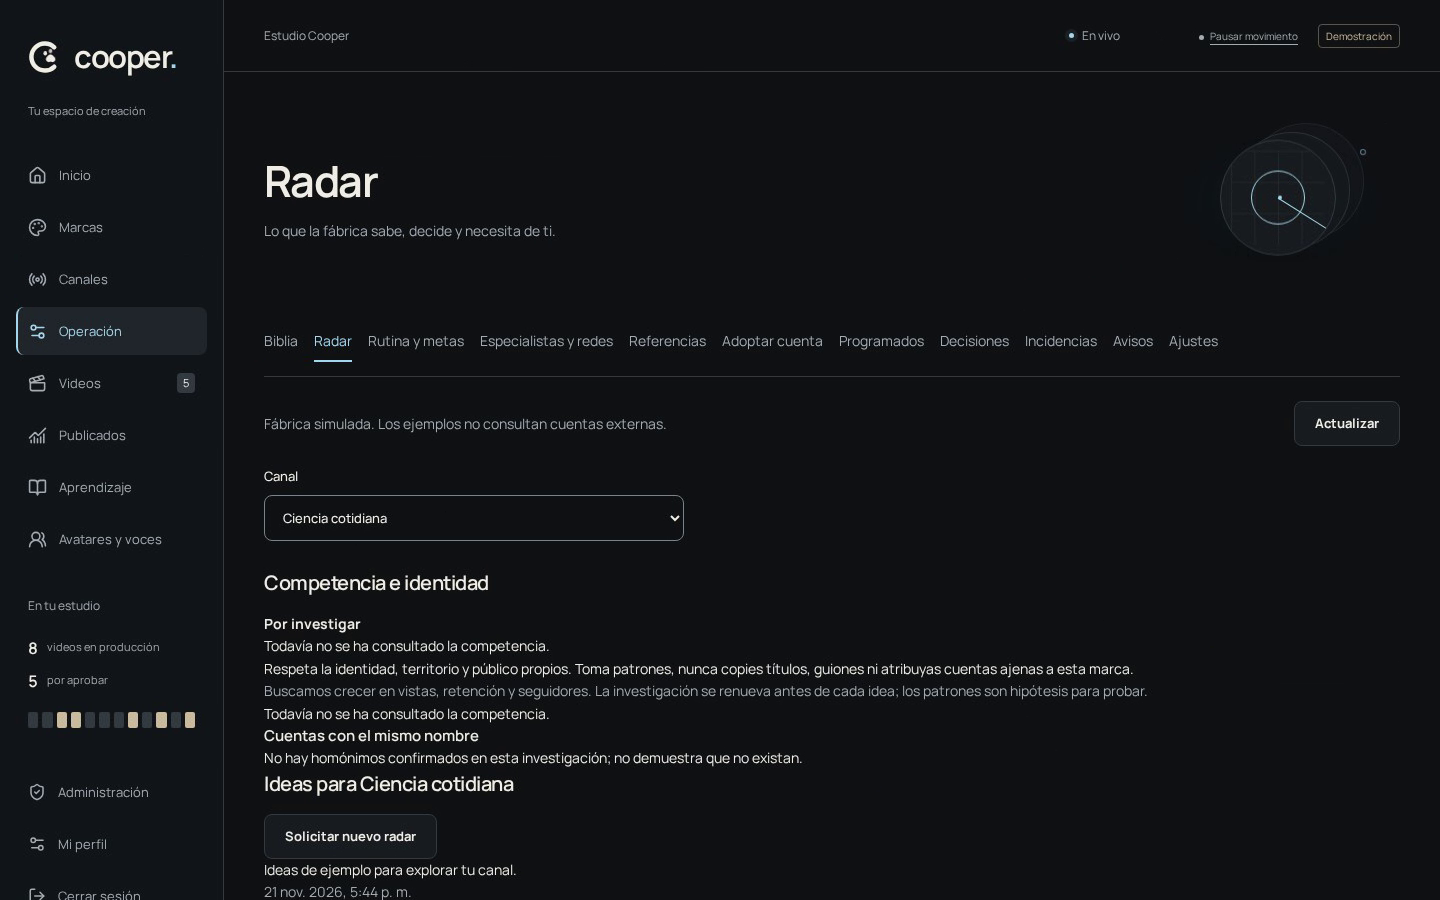 cooper.
Tu espacio de creación
Inicio
Marcas
Canales
Operación
Videos
5
Publicados
Aprendizaje
Avatares y voces
En tu estudio
8 videos en producción
5 por aprobar
Administración
Mi perfil
Cerrar sesión
Estudio Cooper
En vivo
Pausar movimiento
Demostración
Radar
Lo que la fábrica sabe, decide y necesita de ti.
Biblia Radar Rutina y metas Especialistas y redes Referencias Adoptar cuenta Programados Decisiones Incidencias Avisos Ajustes
Fábrica simulada. Los ejemplos no consultan cuentas externas.
Actualizar
Canal
Ciencia cotidiana
Competencia e identidad
Por investigar
Todavía no se ha consultado la competencia.
Respeta la identidad, territorio y público propios. Toma patrones, nunca copies títulos, guiones ni atribuyas cuentas ajenas a esta marca.
Buscamos crecer en vistas, retención y seguidores. La investigación se renueva antes de cada idea; los patrones son hipótesis para probar.
Todavía no se ha consultado la competencia.
Cuentas con el mismo nombre
No hay homónimos confirmados en esta investigación; no demuestra que no existan.
Ideas para Ciencia cotidiana
Solicitar nuevo radar
Ideas de ejemplo para explorar tu canal.
21 nov. 2026, 5:44 p. m.